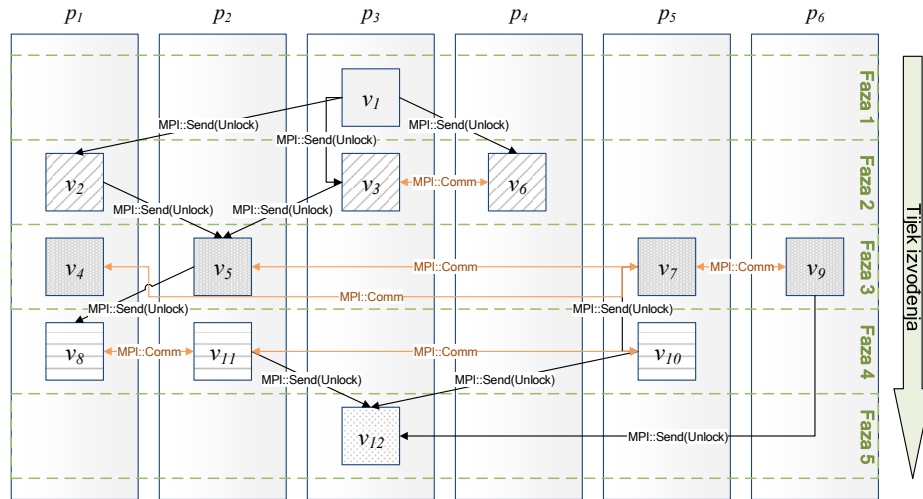 p1 p2 p3 p4 p5 p6
Faza 1
v1
MPI::Send(Unlock)
MPI::Send(Unlock)
MPI::Send(Unlock)
Faza 2
v2 v3 MPI::Comm v6
MPI::Send(Unlock) MPI::Send(Unlock)
Faza 3
v4 v5 MPI::Comm v7 MPI::Comm v9
MPI::Comm
MPI::Send(Unlock) MPI::Send(Unlock)
Faza 4
v8 MPI::Comm v11 MPI::Comm v10
MPI::Send(Unlock) MPI::Send(Unlock)
Faza 5
v12 MPI::Send(Unlock)
Tijek izvođenja